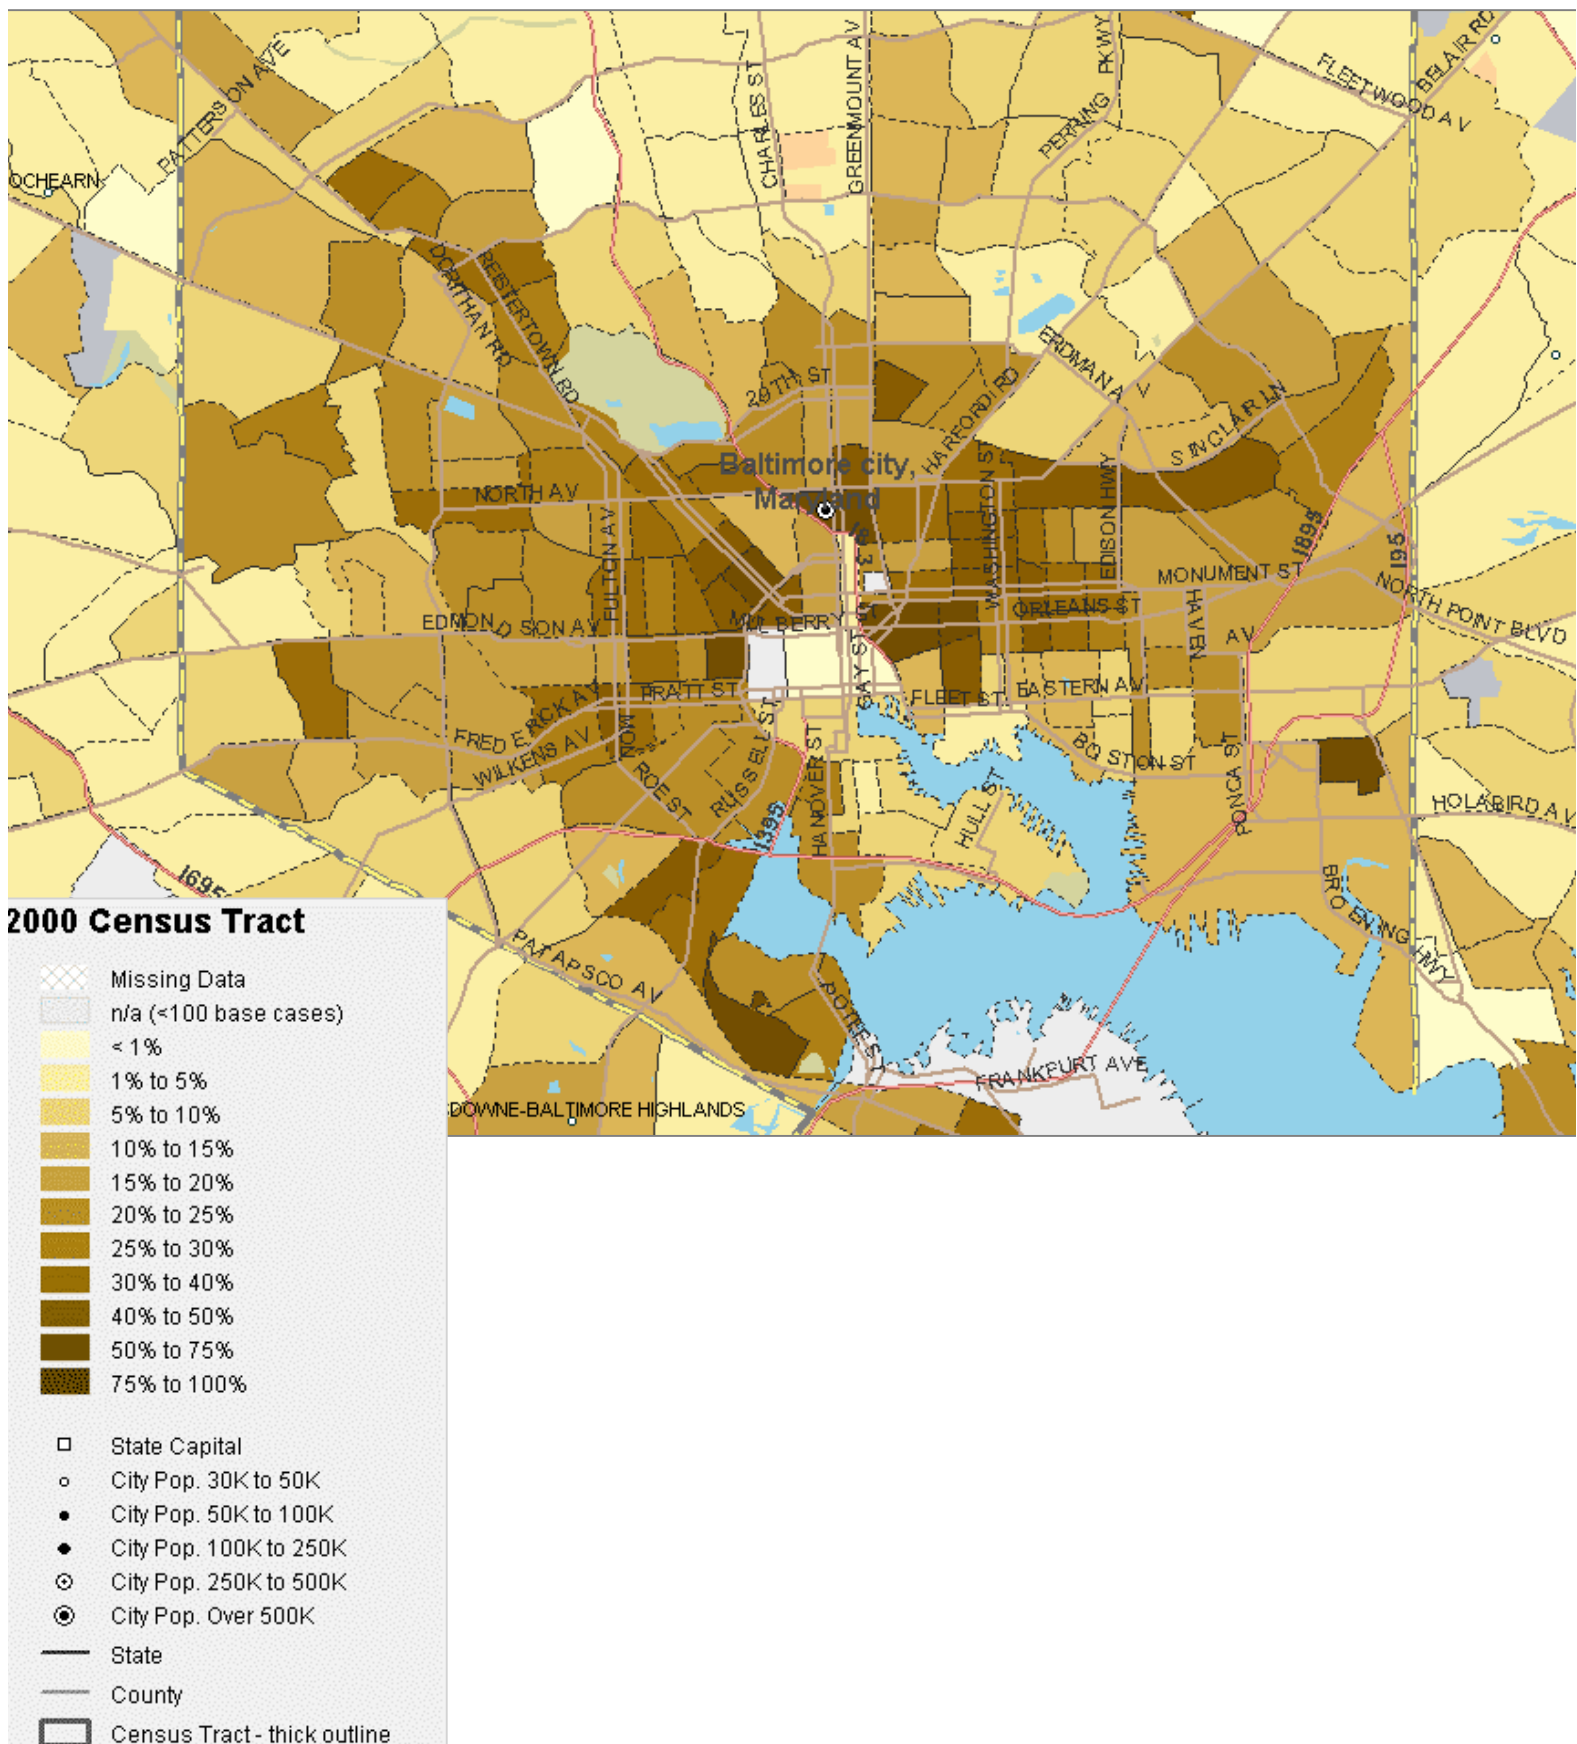 PATTERSON AVE
CHARLES ST
GREENMOUNT AV
PERRING
PKWY
FLEETWOOD AV
BELAIR RD
OCHEARN
DORITHAN RD
REISTERTOWN RD
ERDMAN AV
29TH ST
HARFORD RD
SINCLAIR LN
Baltimore city,
Maryland
NORTH AV
FULTON AV
WASHINGTON ST
EDISON HWY
I895
I95
I83
MONUMENT ST
NORTH POINT BLVD
EDMONDSON AV
MULBERRY
ORLEANS ST
HAVEN
AV
GAY ST
PRATT ST
FLEET ST
EASTERN AV
FREDERICK AV
WILKENS AV
MONROE ST
RUSSEL ST
HANOVER ST
BOSTON ST
PONCA ST
HULL ST
HOLABIRD AV
I395
I695
BROENING HWY
PATAPSCO AV
POTEE ST
FRANKFURT AVE
SDOWNE-BALTIMORE HIGHLANDS
2000 Census Tract
Missing Data
n/a (<100 base cases)
< 1%
1% to 5%
5% to 10%
10% to 15%
15% to 20%
20% to 25%
25% to 30%
30% to 40%
40% to 50%
50% to 75%
75% to 100%
State Capital
City Pop. 30K to 50K
City Pop. 50K to 100K
City Pop. 100K to 250K
City Pop. 250K to 500K
City Pop. Over 500K
State
County
Census Tract - thick outline